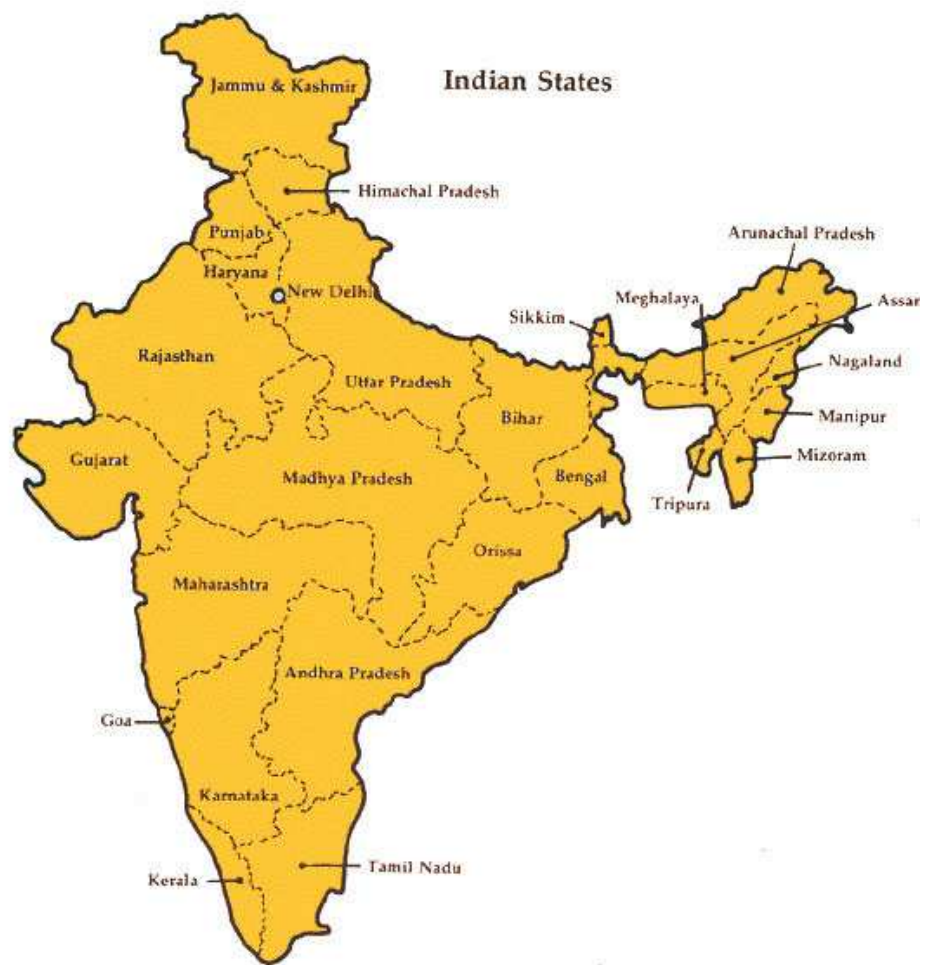 Indian States
Jammu & Kashmir
Himachal Pradesh
Punjab
Haryana
New Delhi
Arunachal Pradesh
Meghalaya
Assar
Sikkim
Rajasthan
Uttar Pradesh
Nagaland
Bihar
Manipur
Gujarat
Madhya Pradesh
Bengal
Mizoram
Tripura
Orissa
Maharashtra
Andhra Pradesh
Goa
Karnataka
Kerala
Tamil Nadu